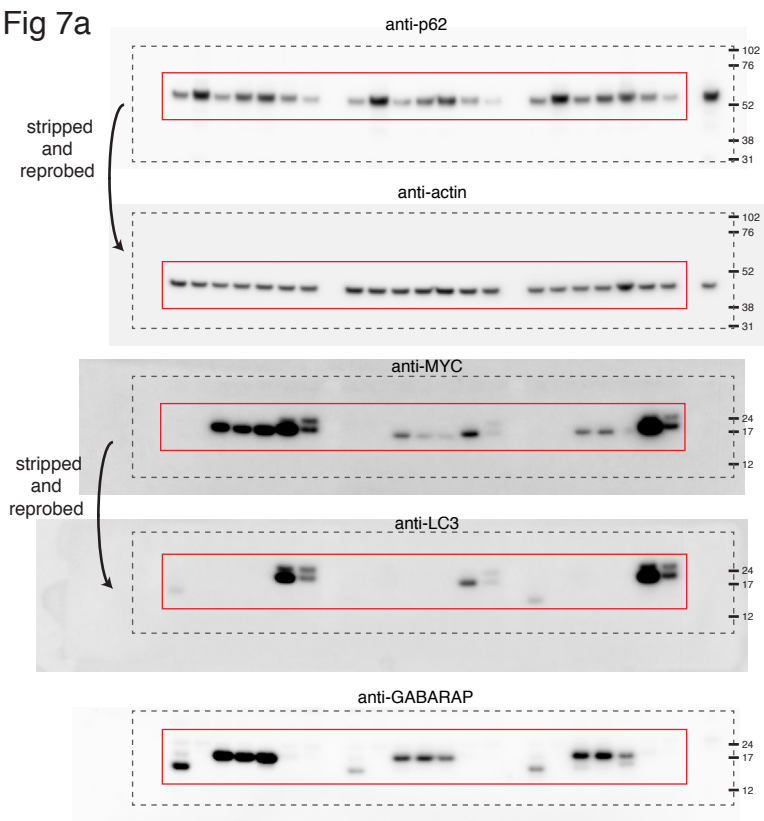 Fig 7a
anti-p62
102
76
52
38
31
stripped
and
reprobed
anti-actin
102
76
52
38
31
anti-MYC
24
17
12
stripped
and
reprobed
anti-LC3
24
17
12
anti-GABARAP
24
17
12